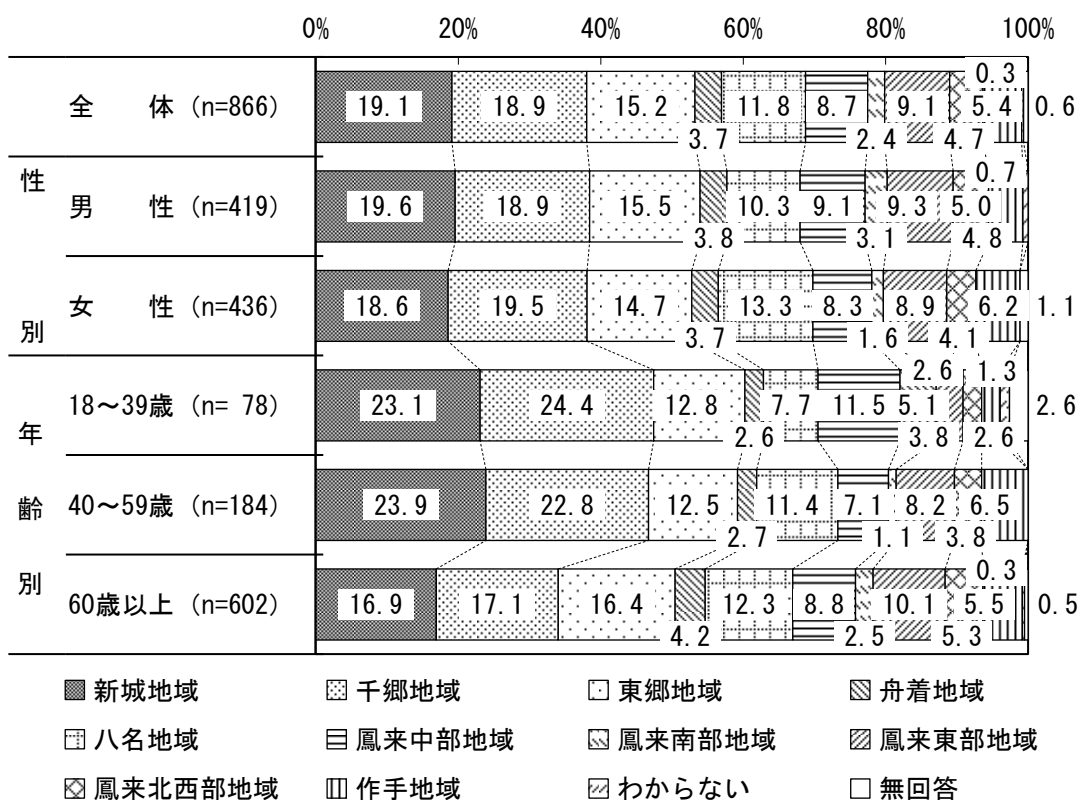 0% 20% 40% 60% 80% 100%
全 体 (n=866) 19.1 18.9 15.2 3.7 11.8 8.7 2.4 9.1 4.7 5.4 0.3 0.6
性別
男 性 (n=419) 19.6 18.9 15.5 3.8 10.3 9.1 3.1 9.3 4.8 5.0 0.7
女 性 (n=436) 18.6 19.5 14.7 3.7 13.3 8.3 1.6 8.9 4.1 6.2 1.1
年齢別
18～39歳 (n= 78) 23.1 24.4 12.8 2.6 7.7 11.5 5.1 3.8 2.6 2.6 1.3 2.6
40～59歳 (n=184) 23.9 22.8 12.5 2.7 11.4 7.1 1.1 8.2 3.8 6.5
60歳以上 (n=602) 16.9 17.1 16.4 4.2 12.3 8.8 2.5 10.1 5.3 5.5 0.3 0.5
新城地域 千郷地域 東郷地域 舟着地域
八名地域 鳳来中部地域 鳳来南部地域 鳳来東部地域
鳳来北西部地域 作手地域 わからない 無回答